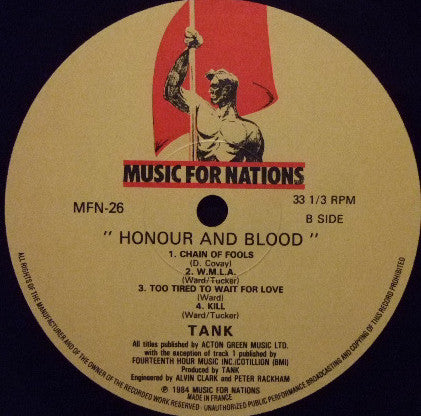 MUSIC FOR NATIONS
MFN-26
33 1/3 RPM
B SIDE
" HONOUR AND BLOOD "
1. CHAIN OF FOOLS
(D. Covay)
2. W.M.L.A.
(Ward/Tucker)
3. TOO TIRED TO WAIT FOR LOVE
(Ward)
4. KILL
(Ward/Tucker)
TANK
All titles published by ACTON GREEN MUSIC LTD.
with the exception of track 1 published by
FOURTEENTH HOUR MUSIC INC.(COTILLION (BMI)
Produced by TANK
Engineered by ALVIN CLARK and PETER RACKHAM
℗ 1984 MUSIC FOR NATIONS
MADE IN FRANCE
ALL RIGHTS OF THE MANUFACTURER AND OF THE OWNER OF THE RECORDED WORK RESERVED - UNAUTHORIZED PUBLIC PERFORMANCE BROADCASTING AND COPYING OF THIS RECORD PROHIBITED